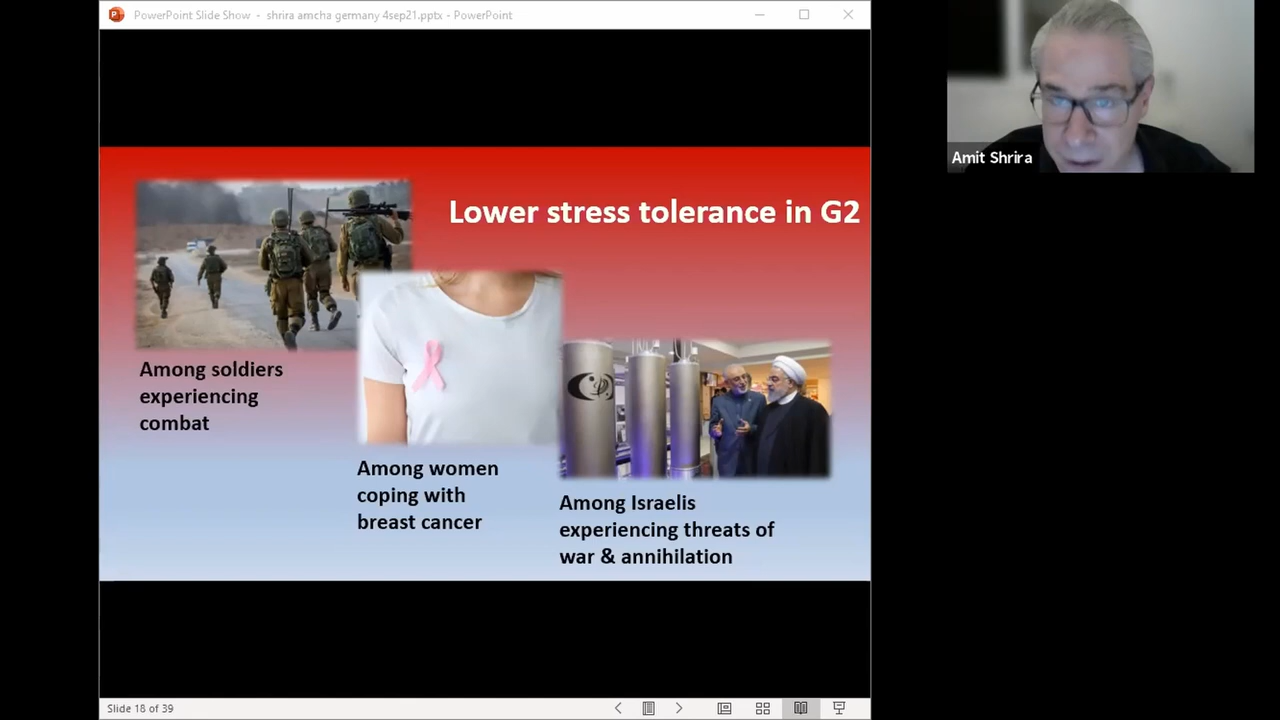 PowerPoint Slide Show - shrira amcha germany 4sep21.pptx - PowerPoint
Amit Shrira
Lower stress tolerance in G2
Among soldiers
experiencing
combat
Among women
coping with
breast cancer
Among Israelis
experiencing threats of
war & annihilation
Slide 18 of 39